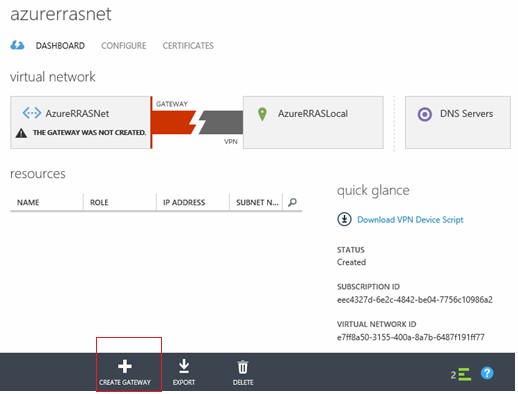 azurerrasnet
DASHBOARD CONFIGURE CERTIFICATES
virtual network
GATEWAY
AzureRRASNet
AzureRRASLocal
DNS Servers
THE GATEWAY WAS NOT CREATED.
VPN
resources
NAME ROLE IP ADDRESS SUBNET N...
quick glance
Download VPN Device Script
STATUS
Created
SUBSCRIPTION ID
eec4327d-6e2c-4842-be04-7756c10986a2
VIRTUAL NETWORK ID
e7ff8a50-3155-400a-8a7b-6487f191ff77
CREATE GATEWAY EXPORT DELETE
2
?